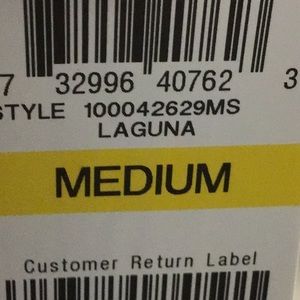 7 32996 40762 3
STYLE 100042629MS
LAGUNA
MEDIUM
Customer Return Label